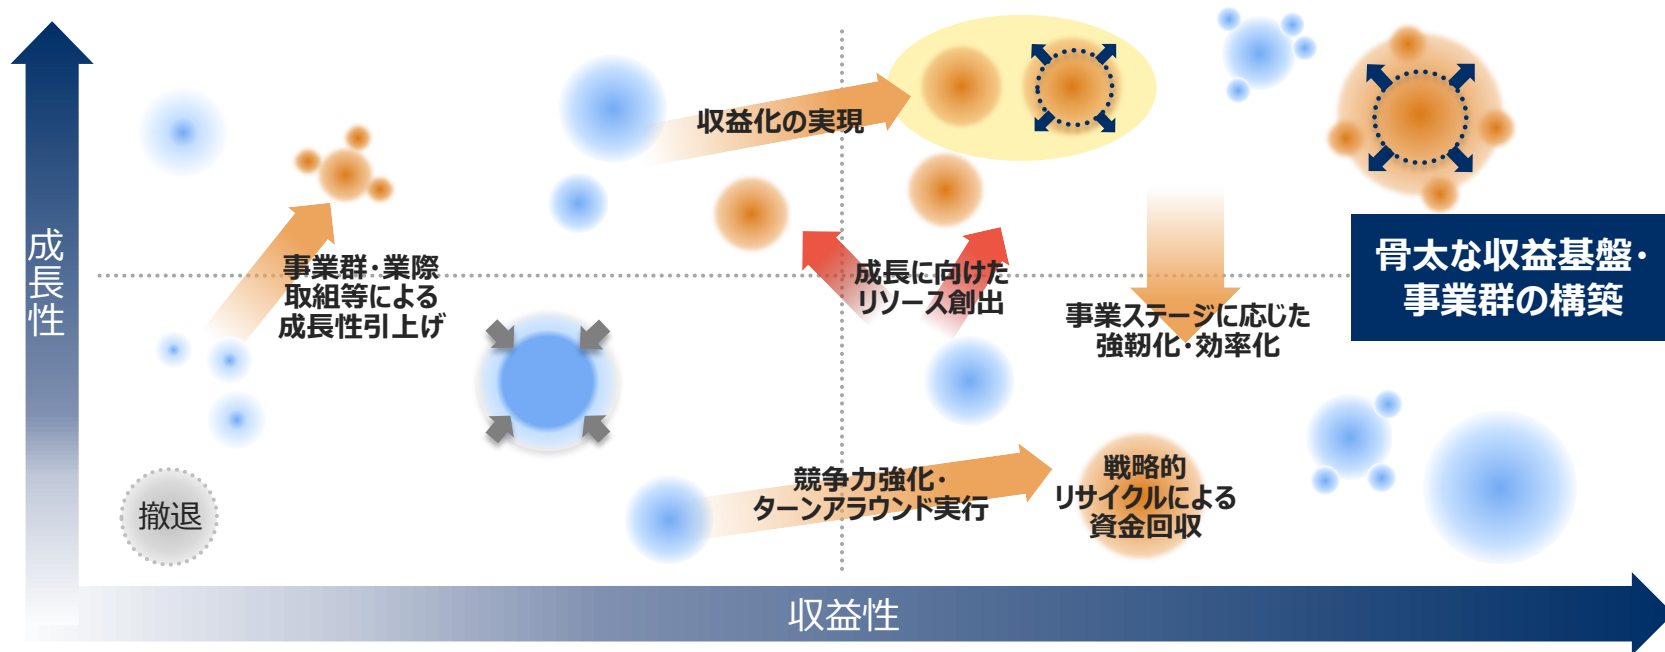 成長性
収益化の実現
事業群・業際
取組等による
成長性引上げ
成長に向けた
リソース創出
事業ステージに応じた
強靭化・効率化
骨太な収益基盤・
事業群の構築
競争力強化・
ターンアラウンド実行
戦略的
リサイクルによる
資金回収
撤退
収益性